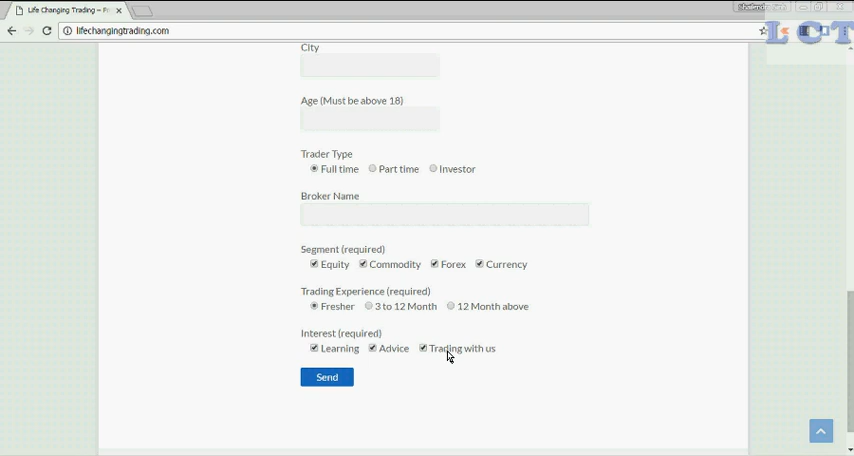 Life Changing Trading – Fr
lifechangingtrading.com
LCT
City
Age (Must be above 18)
Trader Type
Full time Part time Investor
Broker Name
Segment (required)
Equity Commodity Forex Currency
Trading Experience (required)
Fresher 3 to 12 Month 12 Month above
Interest (required)
Learning Advice Trading with us
Send